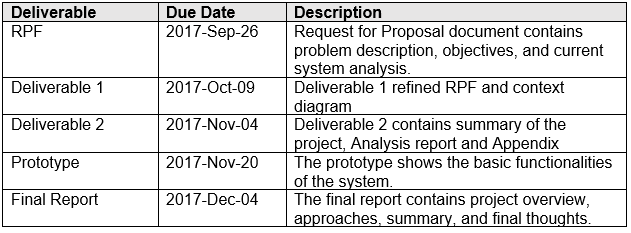 Deliverable Due Date Description
RPF 2017-Sep-26 Request for Proposal document contains
problem description, objectives, and current
system analysis.
Deliverable 1 2017-Oct-09 Deliverable 1 refined RPF and context
diagram
Deliverable 2 2017-Nov-04 Deliverable 2 contains summary of the
project, Analysis report and Appendix
Prototype 2017-Nov-20 The prototype shows the basic functionalities
of the system.
Final Report 2017-Dec-04 The final report contains project overview,
approaches, summary, and final thoughts.